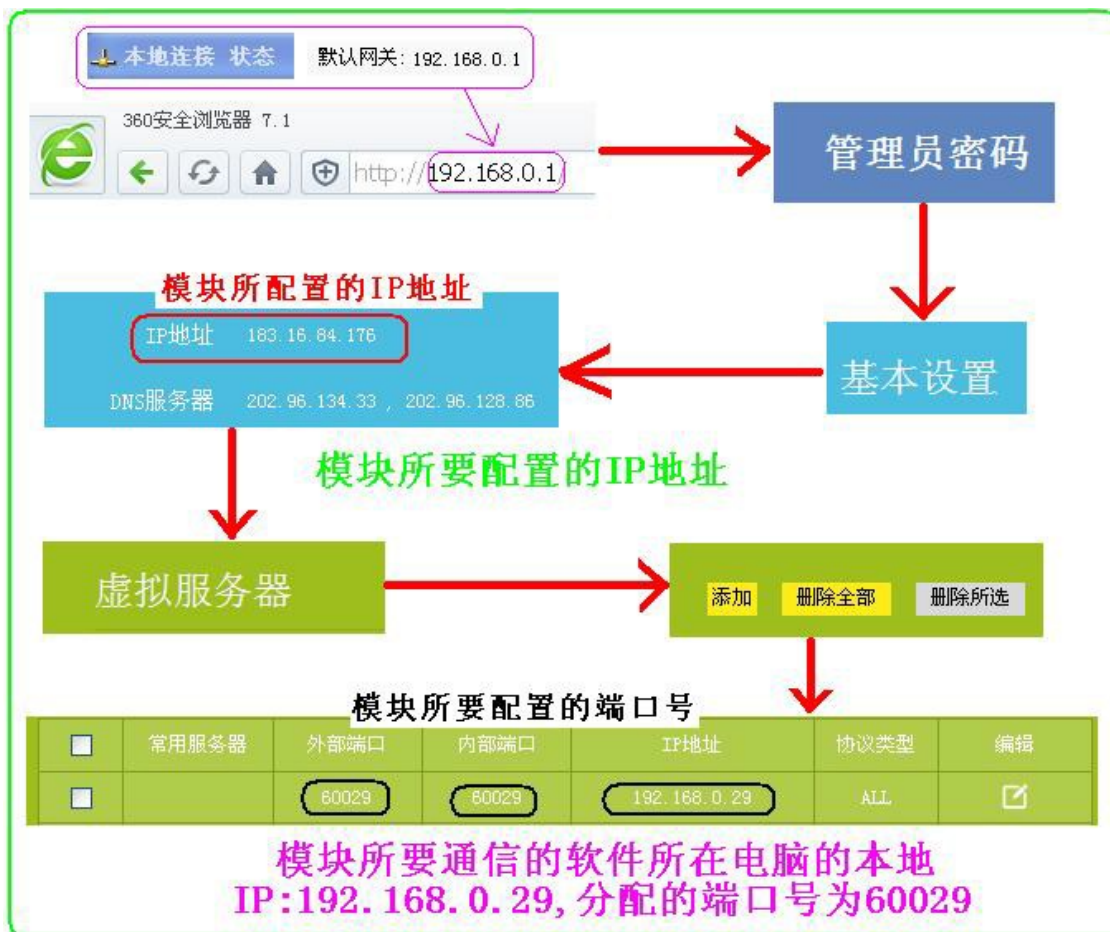 本地连接 状态 默认网关: 192.168.0.1
360安全浏览器 7.1
http://192.168.0.1/
管理员密码
模块所配置的IP地址
IP地址 183.16.84.176
DNS服务器 202.96.134.33 , 202.96.128.86
基本设置
模块所要配置的IP地址
虚拟服务器
添加 删除全部 删除所选
模块所要配置的端口号
常用服务器 外部端口 内部端口 IP地址 协议类型 编辑
60029 60029 192.168.0.29 ALL
模块所要通信的软件所在电脑的本地
IP:192.168.0.29,分配的端口号为60029